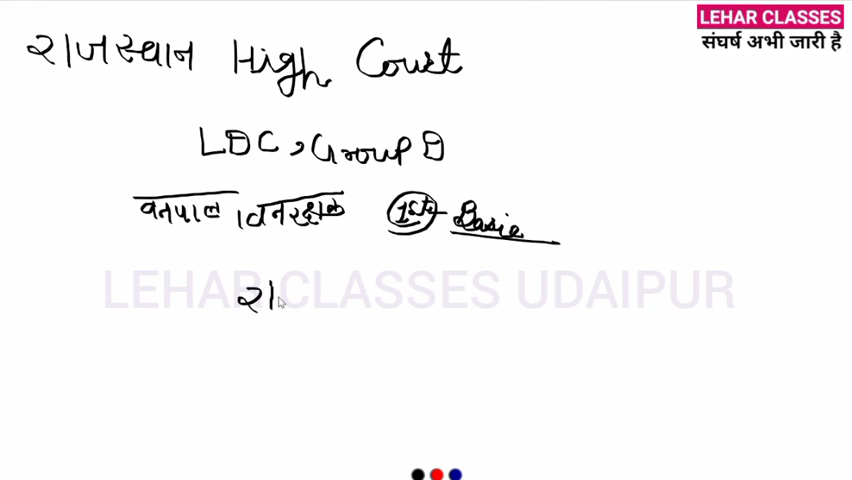 LEHAR CLASSES
संघर्ष अभी जारी है
राजस्थान High Court
LDC, Group D
वनपाल । वनरक्षक 1st Basic
LEHAR CLASSES UDAIPUR
रा